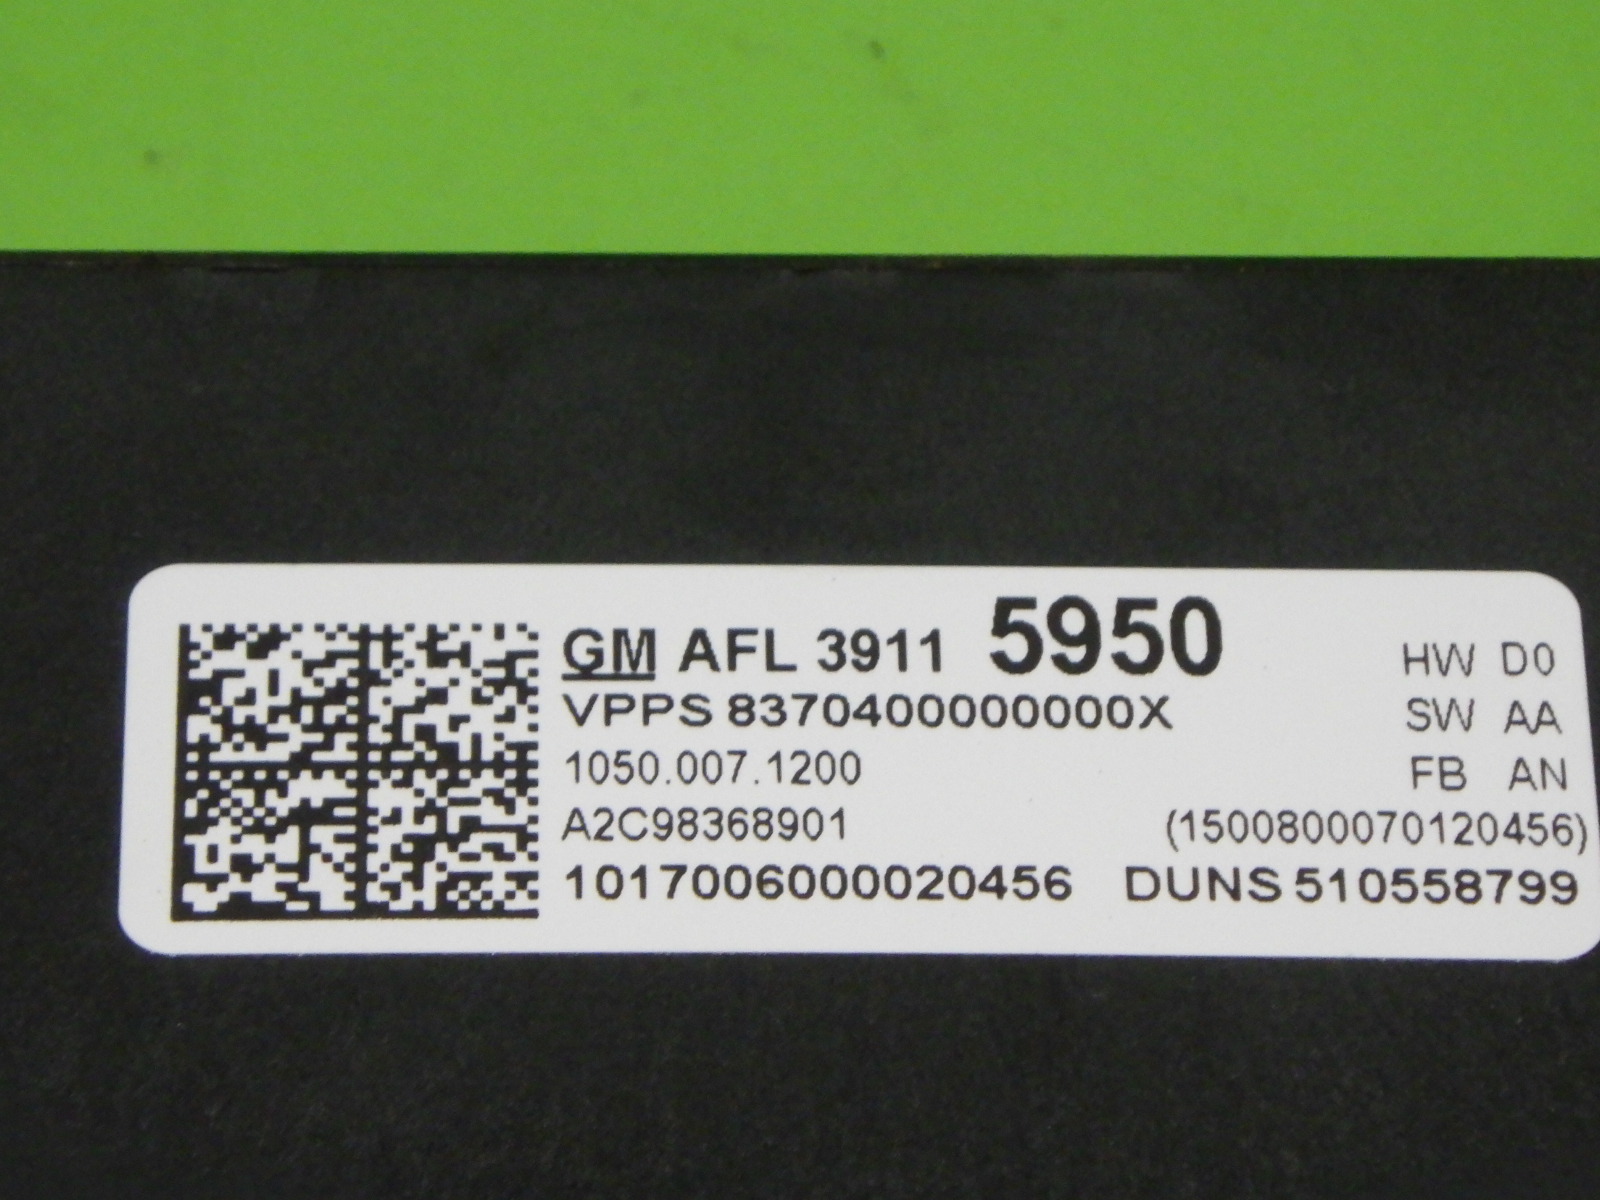 GM AFL 3911 5950 HW D0
VPPS 8370400000000X SW AA
1050.007.1200 FB AN
A2C98368901 (1500800070120456)
1017006000020456 DUNS 510558799